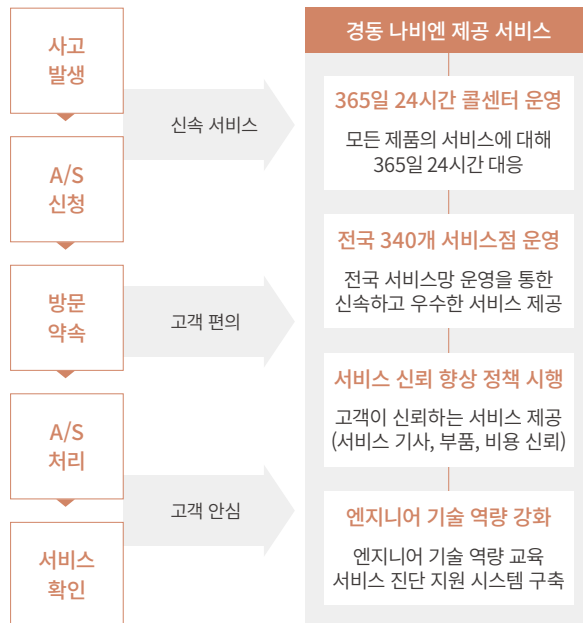 사고
발생
A/S
신청
방문
약속
A/S
처리
서비스
확인
신속 서비스
고객 편의
고객 안심
경동 나비엔 제공 서비스
365일 24시간 콜센터 운영
모든 제품의 서비스에 대해
365일 24시간 대응
전국 340개 서비스점 운영
전국 서비스망 운영을 통한
신속하고 우수한 서비스 제공
서비스 신뢰 향상 정책 시행
고객이 신뢰하는 서비스 제공
(서비스 기사, 부품, 비용 신뢰)
엔지니어 기술 역량 강화
엔지니어 기술 역량 교육
서비스 진단 지원 시스템 구축